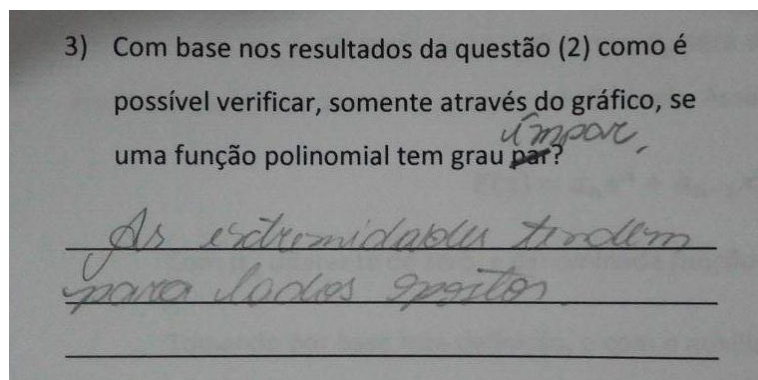 3) Com base nos resultados da questão (2) como é
possível verificar, somente através do gráfico, se
ímpar,
uma função polinomial tem grau par?
As extremidades tendem
para lados opostos.